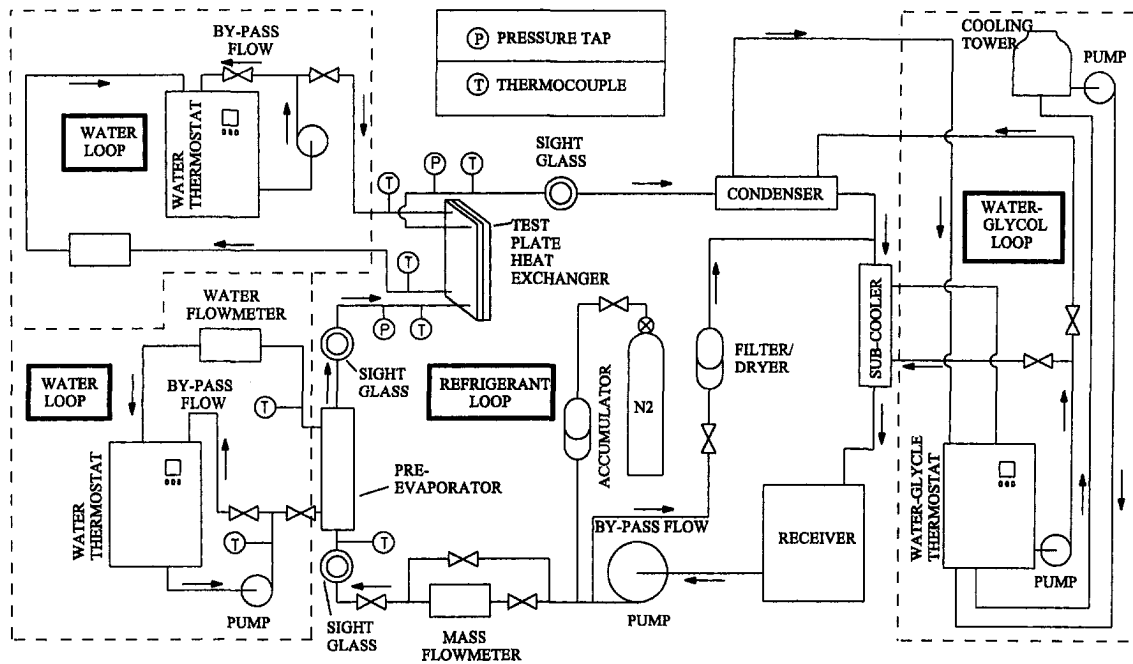 BY-PASS
FLOW
P PRESSURE TAP
T THERMOCOUPLE
COOLING
TOWER
PUMP
WATER
LOOP
WATER
THERMOSTAT
SIGHT
GLASS
T
P
T
CONDENSER
WATER-
GLYCOL
LOOP
TEST
PLATE
HEAT
EXCHANGER
T
WATER
FLOWMETER
P
T
SIGHT
GLASS
SUB-COOLER
FILTER/
DRYER
WATER
LOOP
BY-PASS
FLOW
T
REFRIGERANT
LOOP
ACCUMULATOR
N2
WATER
THERMOSTAT
PRE-
EVAPORATOR
WATER-GLYCLE
THERMOSTAT
BY-PASS FLOW
RECEIVER
T
T
PUMP
PUMP
SIGHT
GLASS
MASS
FLOWMETER
PUMP